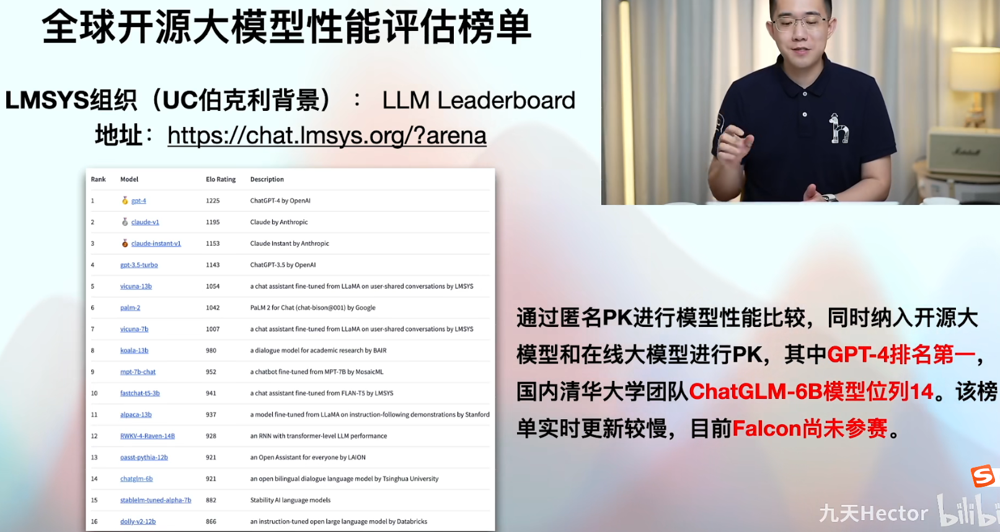 全球开源大模型性能评估榜单
LMSYS组织（UC伯克利背景）： LLM Leaderboard
地址：https://chat.lmsys.org/?arena
Rank Model Elo Rating Description
1 gpt-4 1225 ChatGPT-4 by OpenAI
2 claude-v1 1195 Claude by Anthropic
3 claude-instant-v1 1153 Claude Instant by Anthropic
4 gpt-3.5-turbo 1143 ChatGPT-3.5 by OpenAI
5 vicuna-13b 1054 a chat assistant fine-tuned from LLaMA on user-shared conversations by LMSYS
6 palm-2 1042 PaLM 2 for Chat (chat-bison@001) by Google
7 vicuna-7b 1007 a chat assistant fine-tuned from LLaMA on user-shared conversations by LMSYS
8 koala-13b 980 a dialogue model for academic research by BAIR
9 mpt-7b-chat 952 a chatbot fine-tuned from MPT-7B by MosaicML
10 fastchat-t5-3b 941 a chat assistant fine-tuned from FLAN-T5 by LMSYS
11 alpaca-13b 937 a model fine-tuned from LLaMA on instruction-following demonstrations by Stanford
12 RWKV-4-Raven-14B 928 an RNN with transformer-level LLM performance
13 oasst-pythia-12b 921 an Open Assistant for everyone by LAION
14 chatglm-6b 921 an open bilingual dialogue language model by Tsinghua University
15 stablelm-tuned-alpha-7b 882 Stability AI language models
16 dolly-v2-12b 866 an instruction-tuned open large language model by Databricks
通过匿名PK进行模型性能比较，同时纳入开源大
模型和在线大模型进行PK，其中GPT-4排名第一，
国内清华大学团队ChatGLM-6B模型位列14。该榜
单实时更新较慢，目前Falcon尚未参赛。
h
Marshall
S
九天Hector bilibi